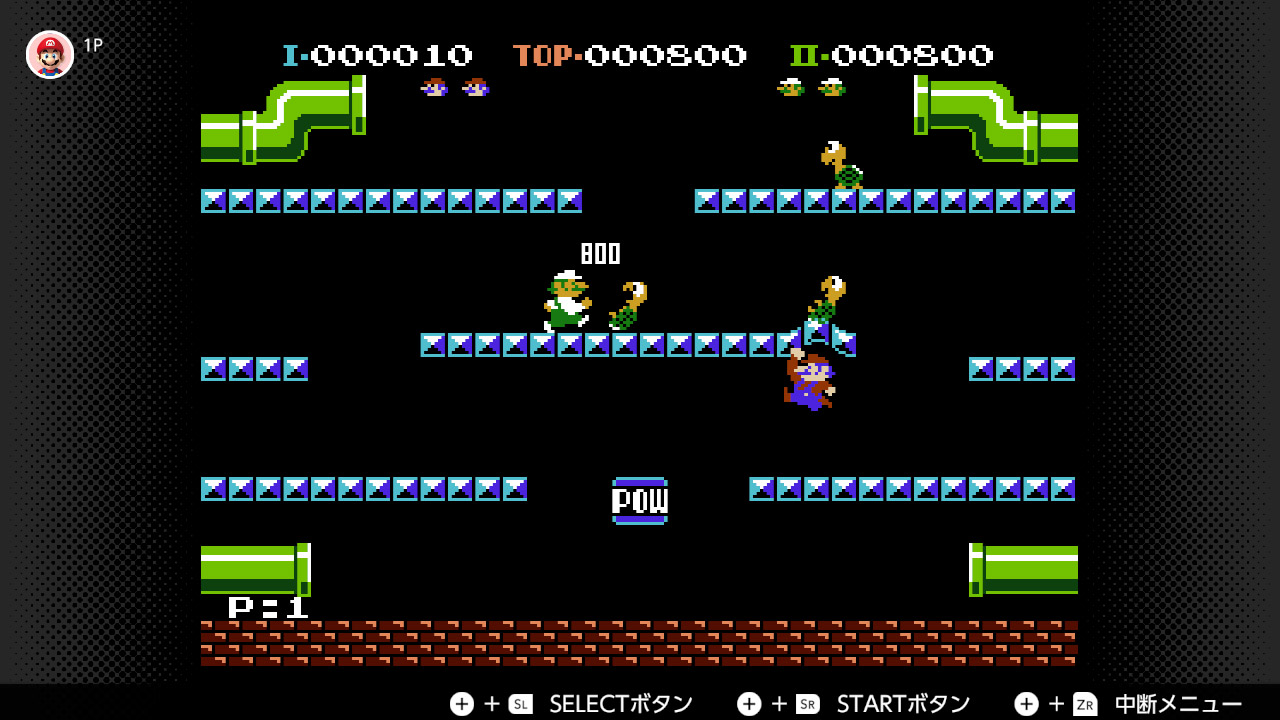 1P
I-000010 TOP-000800 II-000800
800
POW
P:1
+ + SL SELECTボタン + + SR STARTボタン + + ZR 中断メニュー